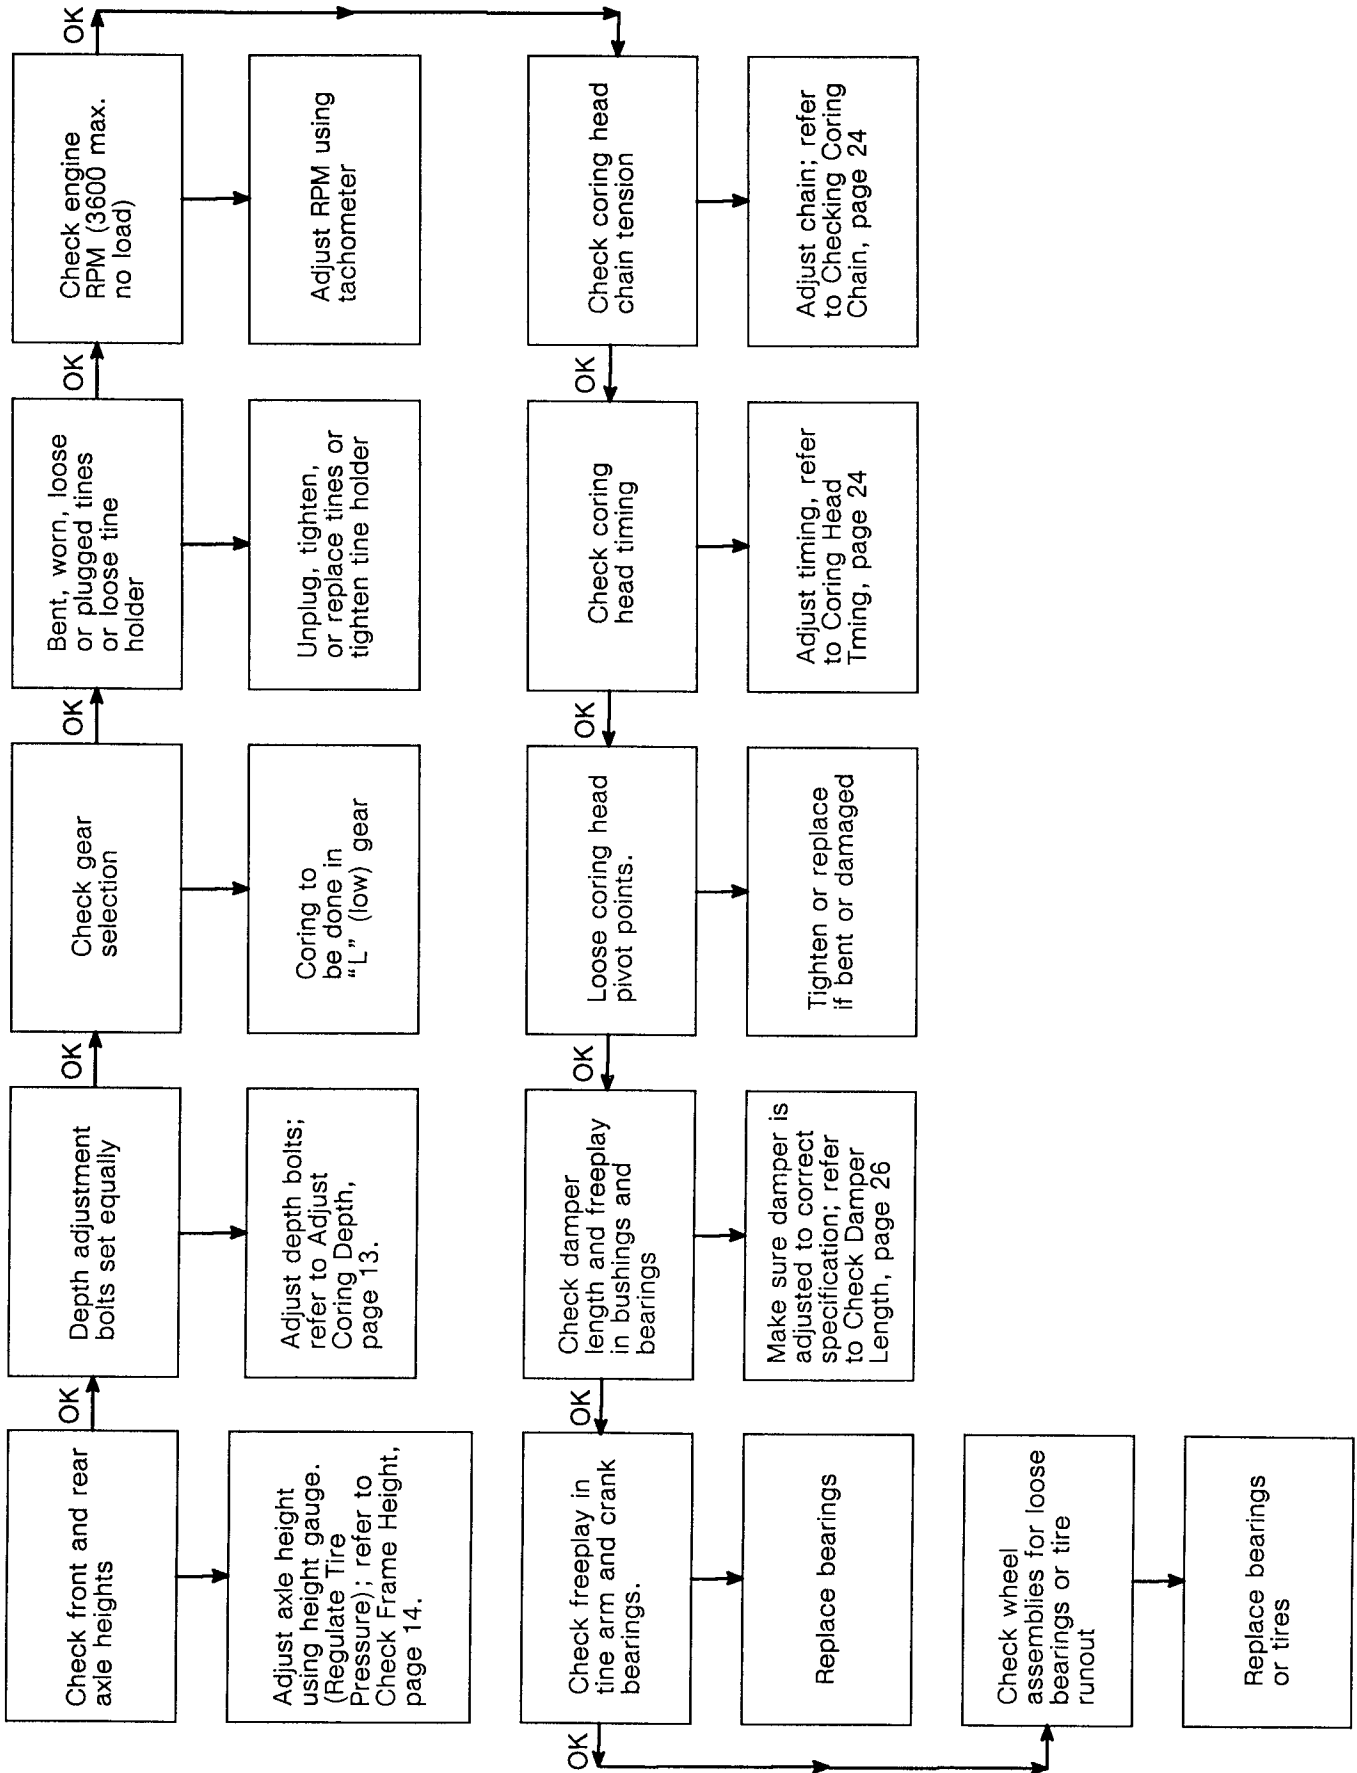 Check front and rear
axle heights
OK
Adjust axle height
using height gauge.
(Regulate Tire
Pressure); refer to
Check Frame Height,
page 14.
Depth adjustment
bolts set equally
OK
Adjust depth bolts;
refer to Adjust
Coring Depth,
page 13.
Check gear
selection
OK
Coring to
be done in
“L” (low) gear
Bent, worn, loose
or plugged tines
or loose tine
holder
OK
Unplug, tighten,
or replace tines or
tighten tine holder
Check engine
RPM (3600 max.
no load)
OK
Adjust RPM using
tachometer
Check coring head
chain tension
OK
Adjust chain; refer
to Checking Coring
Chain, page 24
Check coring
head timing
OK
Adjust timing, refer
to Coring Head
Tming, page 24
Loose coring head
pivot points.
OK
Tighten or replace
if bent or damaged
Check damper
length and freeplay
in bushings and
bearings
OK
Make sure damper is
adjusted to correct
specification; refer
to Check Damper
Length, page 26
Check freeplay in
tine arm and crank
bearings.
OK
Replace bearings
Check wheel
assemblies for loose
bearings or tire
runout
Replace bearings
or tires